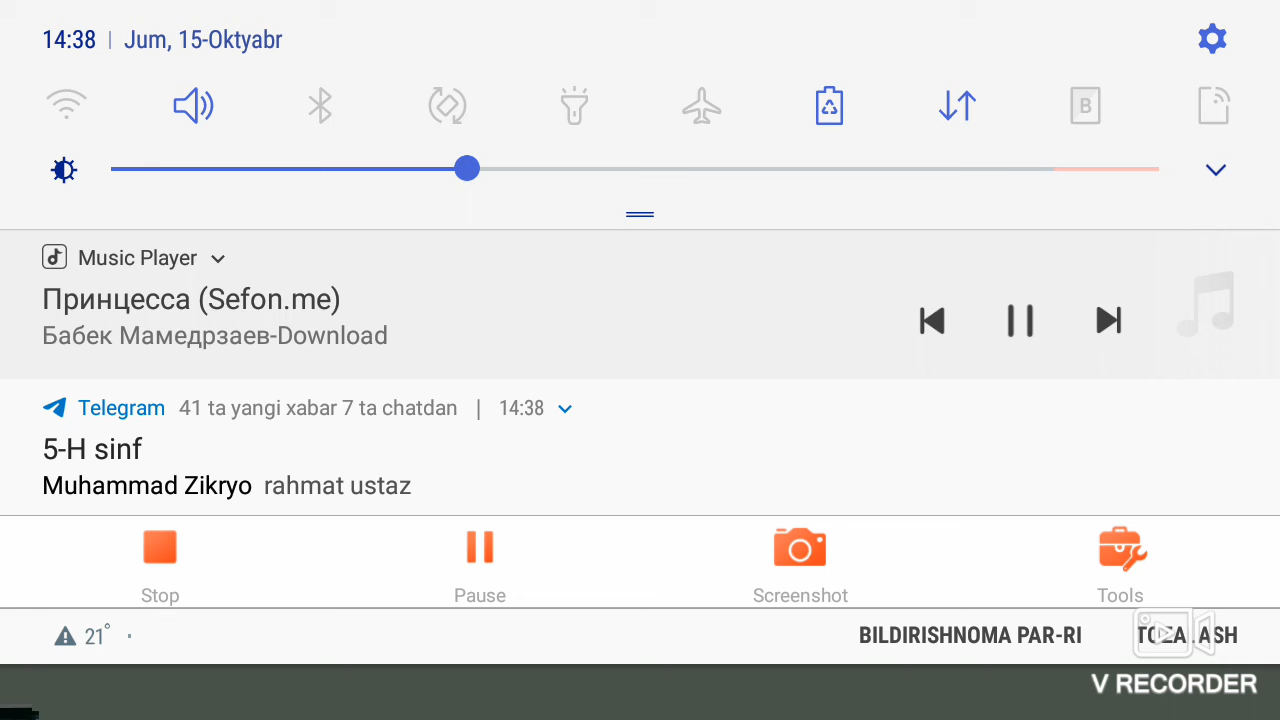 14:38 | Jum, 15-Oktyabr
B
Music Player
Принцесса (Sefon.me)
Бабек Мамедрзаев-Download
Telegram 41 ta yangi xabar 7 ta chatdan | 14:38
5-H sinf
Muhammad Zikryo rahmat ustaz
Stop Pause Screenshot Tools
21° BILDIRISHNOMA PAR-RI TOZALASH
V RECORDER